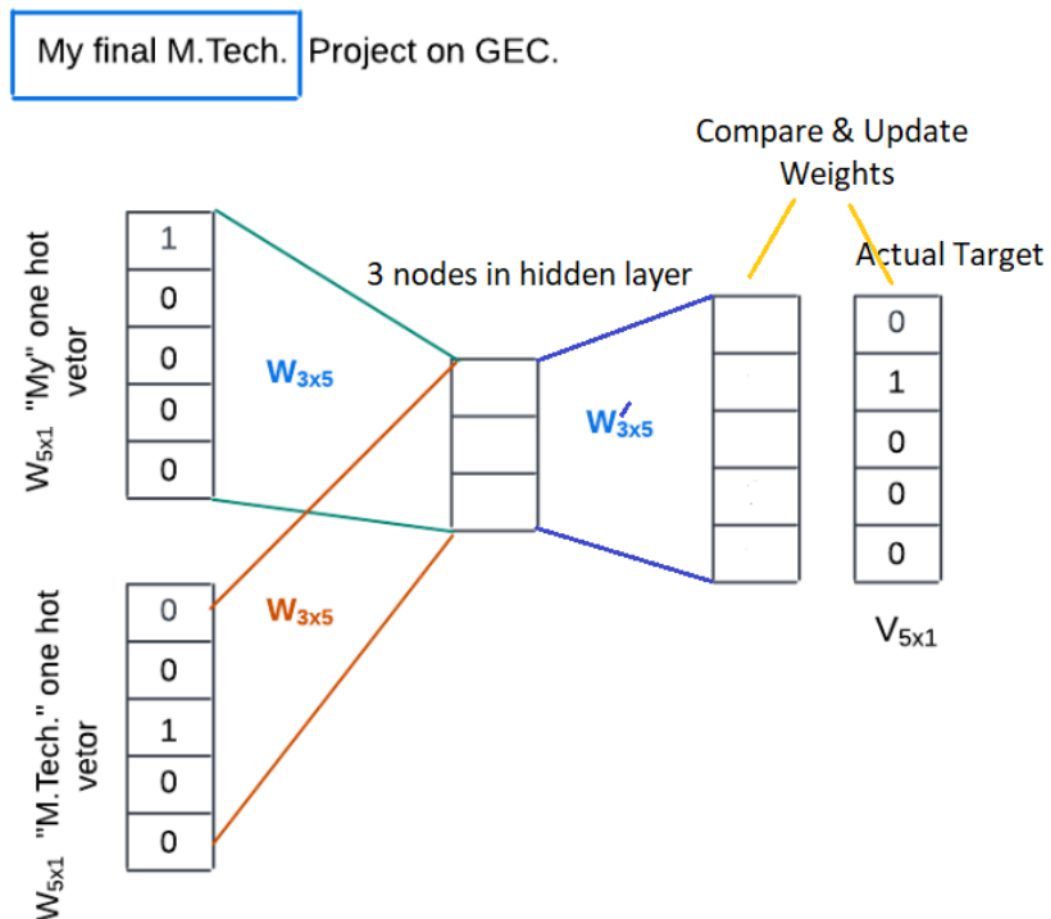 My final M.Tech. Project on GEC.
Compare & Update
Weights
Actual Target
3 nodes in hidden layer
W5x1 "My" one hot
vetor
1
0
0
0
0
W3x5
W′3x5
0
1
0
0
0
V5x1
W5x1 "M.Tech." one hot
vetor
0
0
1
0
0
W3x5